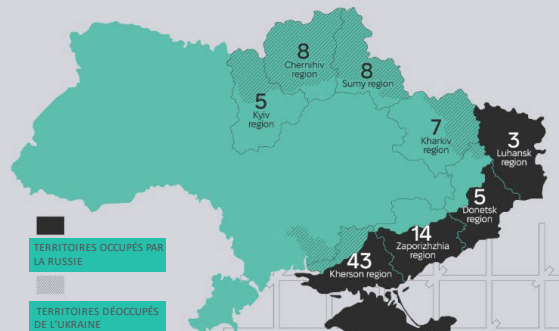 8
Chernihiv
region
8
Sumy region
5
Kyiv
region
7
Kharkiv
region
3
Luhansk
region
5
Donetsk
region
14
Zaporizhzhia
region
43
Kherson region
TERRITOIRES OCCUPÉS PAR
LA RUSSIE
TERRITOIRES DÉOCCUPÉS
DE L'UKRAINE